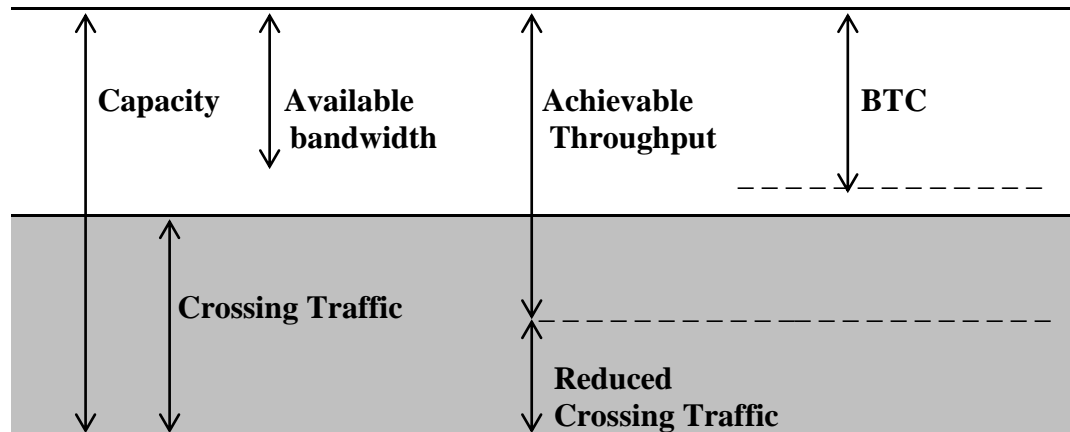 Capacity
Available
bandwidth
Achievable
Throughput
BTC
Crossing Traffic
Reduced
Crossing Traffic